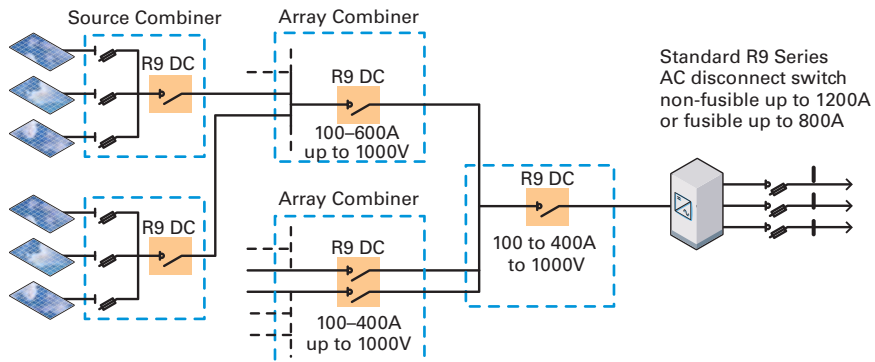 Source Combiner
R9 DC
R9 DC
Array Combiner
R9 DC
100–600A
up to 1000V
Array Combiner
R9 DC
100–400A
up to 1000V
R9 DC
100 to 400A
to 1000V
Standard R9 Series
AC disconnect switch
non-fusible up to 1200A
or fusible up to 800A